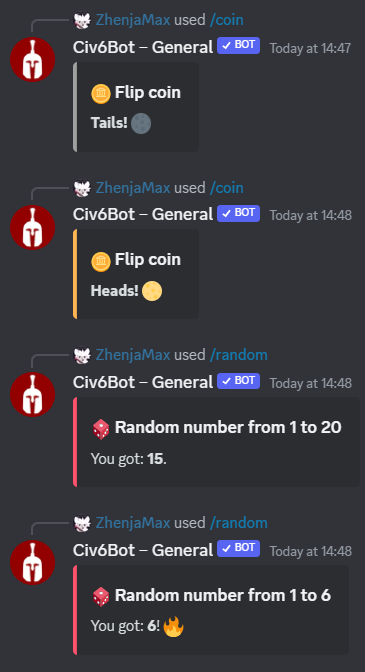 ZhenjaMax used /coin
Civ6Bot – General ✓ BOT Today at 14:47
Flip coin
Tails!
ZhenjaMax used /coin
Civ6Bot – General ✓ BOT Today at 14:48
Flip coin
Heads!
ZhenjaMax used /random
Civ6Bot – General ✓ BOT Today at 14:48
Random number from 1 to 20
You got: 15.
ZhenjaMax used /random
Civ6Bot – General ✓ BOT Today at 14:48
Random number from 1 to 6
You got: 6!